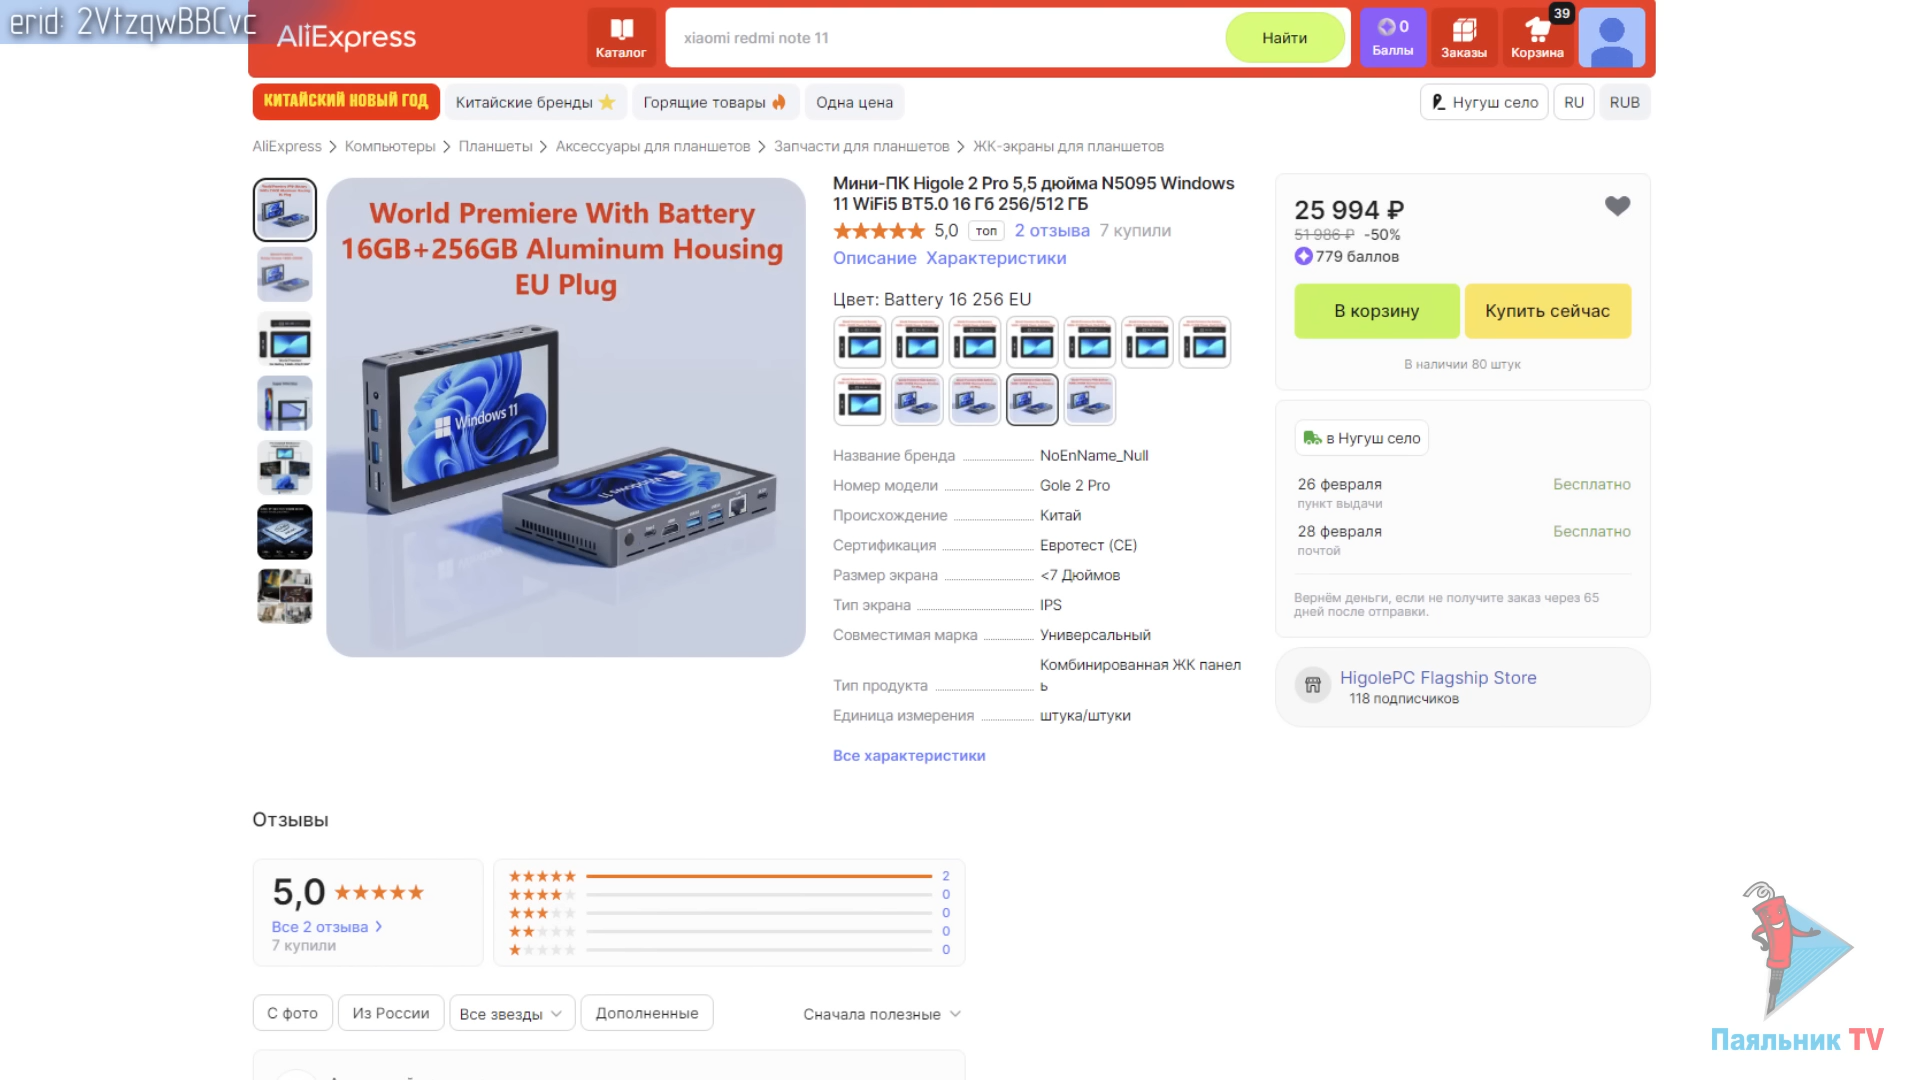 erid: 2VtzqwBBCvc
AliExpress
Каталог
xiaomi redmi note 11
Найти
0
Баллы
Заказы
39
Корзина
КИТАЙСКИЙ НОВЫЙ ГОД
Китайские бренды
Горящие товары
Одна цена
Нугуш село
RU
RUB
AliExpress
Компьютеры
Планшеты
Аксессуары для планшетов
Запчасти для планшетов
ЖК-экраны для планшетов
World Premiere With Battery
16GB+256GB Aluminum Housing
EU Plug
Windows 11
Windows 11
Мини-ПК Higole 2 Pro 5,5 дюйма N5095 Windows
11 WiFi5 BT5.0 16 Гб 256/512 ГБ
5,0 топ 2 отзыва 7 купили
Описание Характеристики
Цвет: Battery 16 256 EU
Название бренда NoEnName_Null
Номер модели Gole 2 Pro
Происхождение Китай
Сертификация Евротест (CE)
Размер экрана <7 Дюймов
Тип экрана IPS
Совместимая марка Универсальный
Тип продукта Комбинированная ЖК панел
ь
Единица измерения штука/штуки
Все характеристики
25 994 ₽
51 986 ₽ -50%
779 баллов
В корзину
Купить сейчас
В наличии 80 штук
в Нугуш село
26 февраля Бесплатно
пункт выдачи
28 февраля Бесплатно
почтой
Вернём деньги, если не получите заказ через 65
дней после отправки.
HigolePC Flagship Store
118 подписчиков
Отзывы
5,0
Все 2 отзыва
7 купили
2
0
0
0
0
С фото
Из России
Все звезды
Дополненные
Сначала полезные
Паяльник TV